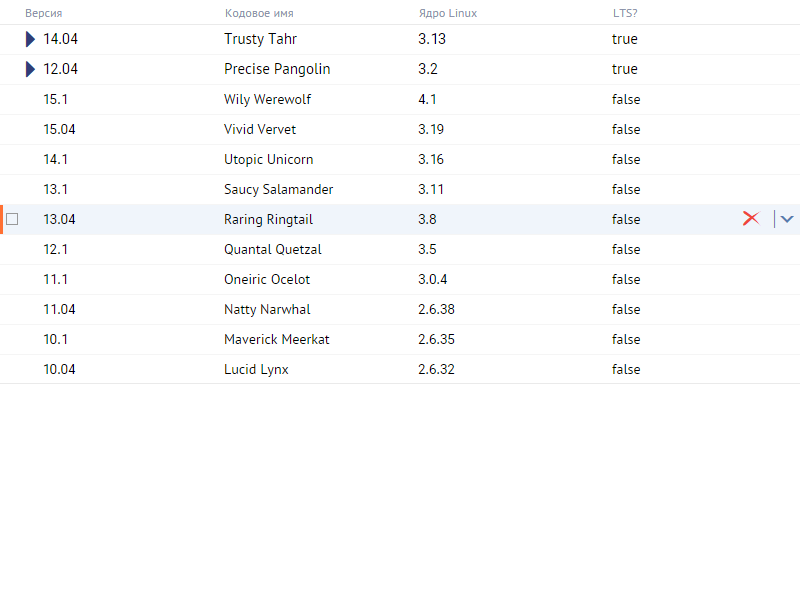 Версия Кодовое имя Ядро Linux LTS?
14.04 Trusty Tahr 3.13 true
12.04 Precise Pangolin 3.2 true
15.1 Wily Werewolf 4.1 false
15.04 Vivid Vervet 3.19 false
14.1 Utopic Unicorn 3.16 false
13.1 Saucy Salamander 3.11 false
13.04 Raring Ringtail 3.8 false
12.1 Quantal Quetzal 3.5 false
11.1 Oneiric Ocelot 3.0.4 false
11.04 Natty Narwhal 2.6.38 false
10.1 Maverick Meerkat 2.6.35 false
10.04 Lucid Lynx 2.6.32 false